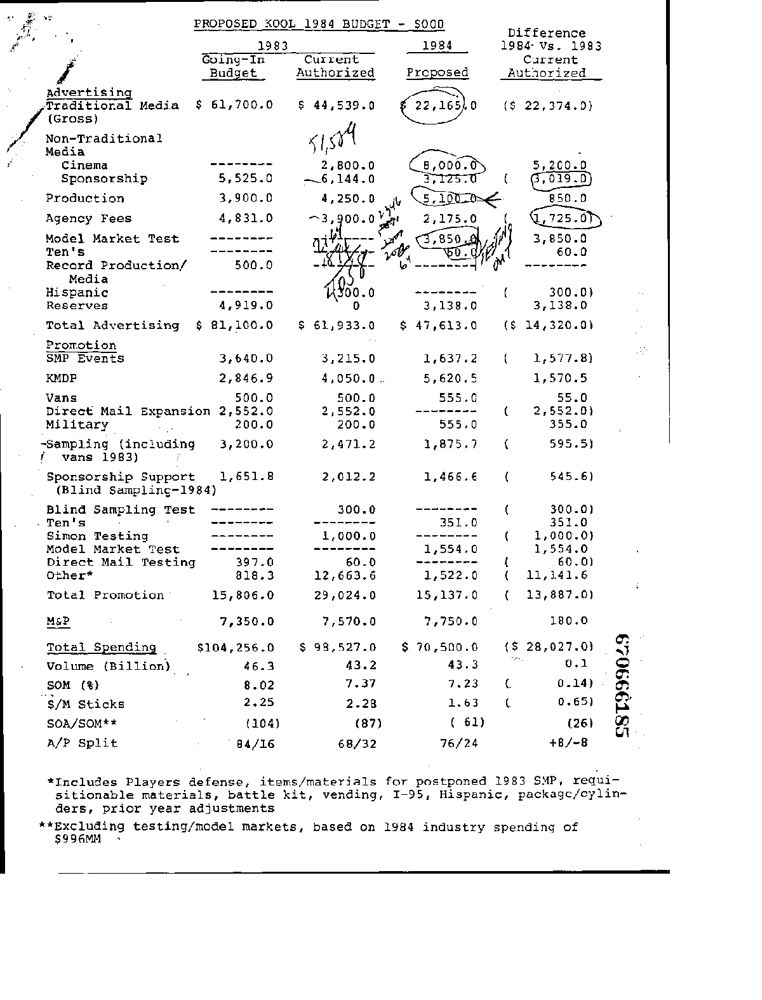 PROPOSED KOOL 1984 BUDGET - $000
Difference
1983 1984 1984 Vs. 1983
Going-In Current Current
Budget Authorized Proposed Authorized
Advertising
Traditional Media $ 61,700.0 $ 44,539.0 $ 22,165.0 ($ 22,374.0)
(Gross)
Non-Traditional 51,589
Media
Cinema -------- 2,800.0 8,000.0 5,200.0
Sponsorship 5,525.0 6,144.0 3,125.0 ( 3,019.0)
Production 3,900.0 4,250.0 5,100.0 850.0
Agency Fees 4,831.0 3,900.0 2,175.0 ( 1,725.0)
Model Market Test -------- 3,850.0 3,850.0
Ten's -------- 60.0 60.0
Record Production/ 500.0 -------- --------
Media
Hispanic -------- 300.0 -------- ( 300.0)
Reserves 4,919.0 0 3,138.0 3,138.0
Total Advertising $ 81,100.0 $ 61,933.0 $ 47,613.0 ($ 14,320.0)
Promotion
SMP Events 3,640.0 3,215.0 1,637.2 ( 1,577.8)
KMDP 2,846.9 4,050.0 5,620.5 1,570.5
Vans 500.0 500.0 555.0 55.0
Direct Mail Expansion 2,552.0 2,552.0 -------- ( 2,552.0)
Military 200.0 200.0 555.0 355.0
Sampling (including 3,200.0 2,471.2 1,875.7 ( 595.5)
vans 1983)
Sponsorship Support 1,651.8 2,012.2 1,466.6 ( 545.6)
(Blind Sampling-1984)
Blind Sampling Test -------- 300.0 -------- ( 300.0)
Ten's -------- -------- 351.0 351.0
Simon Testing -------- 1,000.0 -------- ( 1,000.0)
Model Market Test -------- -------- 1,554.0 1,554.0
Direct Mail Testing 397.0 60.0 -------- ( 60.0)
Other* 818.3 12,663.6 1,522.0 ( 11,141.6
Total Promotion 15,806.0 29,024.0 15,137.0 ( 13,887.0)
M&P 7,350.0 7,570.0 7,750.0 180.0
Total Spending $104,256.0 $ 98,527.0 $ 70,500.0 ($ 28,027.0)
Volume (Billion) 46.3 43.2 43.3 0.1
SOM (%) 8.02 7.37 7.23 ( 0.14)
$/M Sticks 2.25 2.28 1.63 ( 0.65)
SOA/SOM** (104) (87) ( 61) (26)
A/P Split 84/16 68/32 76/24 +8/-8
*Includes Players defense, items/materials for postponed 1983 SMP, requi-
sitionable materials, battle kit, vending, I-95, Hispanic, package/cylin-
ders, prior year adjustments
**Excluding testing/model markets, based on 1984 industry spending of
$996MM
670666185